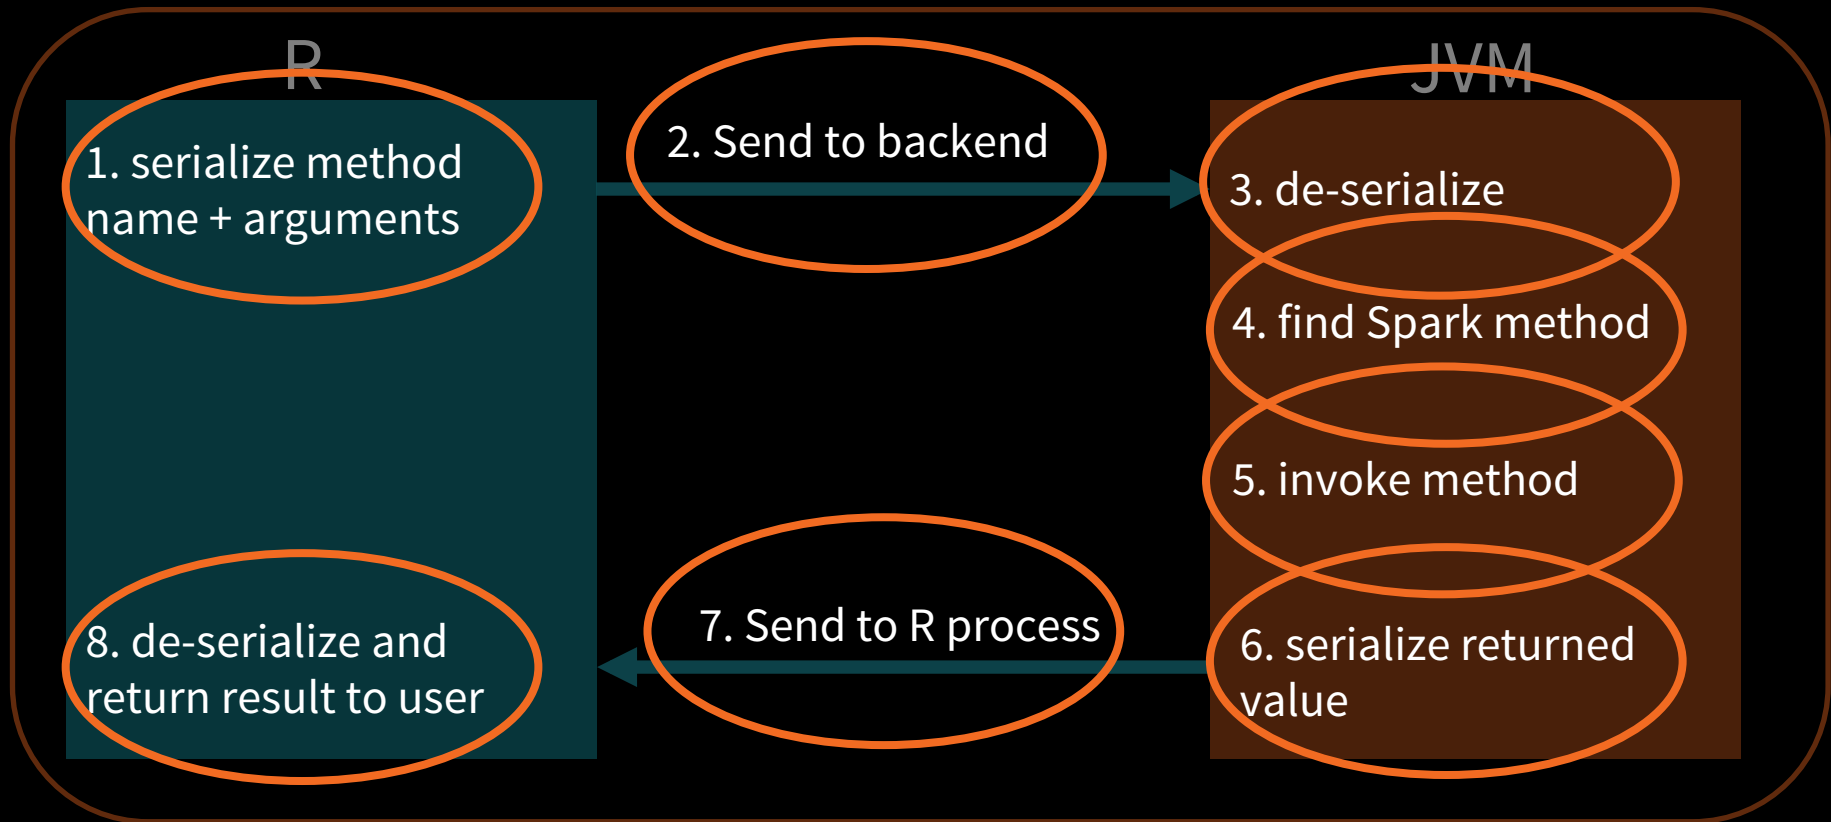 R
JVM
1. serialize method
name + arguments
2. Send to backend
3. de-serialize
4. find Spark method
5. invoke method
6. serialize returned
value
7. Send to R process
8. de-serialize and
return result to user